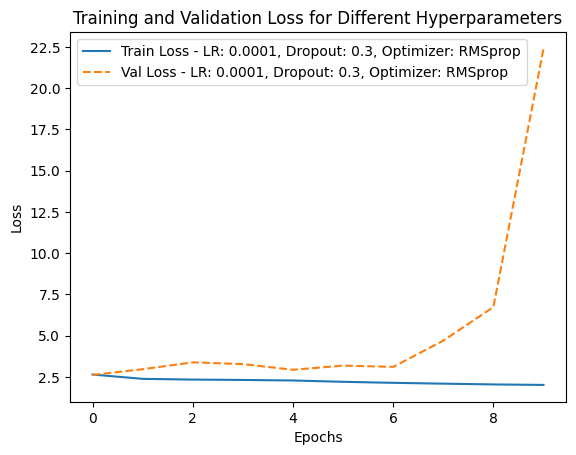 Training and Validation Loss for Different Hyperparameters
Train Loss - LR: 0.0001, Dropout: 0.3, Optimizer: RMSprop
Val Loss - LR: 0.0001, Dropout: 0.3, Optimizer: RMSprop
22.5
20.0
17.5
15.0
12.5
10.0
7.5
5.0
2.5
Loss
0 2 4 6 8
Epochs